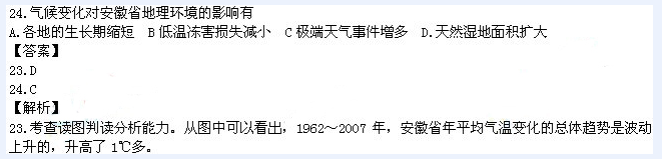 24.气候变化对安徽省地理环境的影响有
A.各地的生长期缩短 B低温冻害损失减小 C极端天气事件增多 D.天然湿地面积扩大
【答案】
23.D
24.C
【解析】
23.考查读图判读分析能力。从图中可以看出，1962～2007 年，安徽省年平均气温变化的总体趋势是波动
上升的，升高了 1℃多。